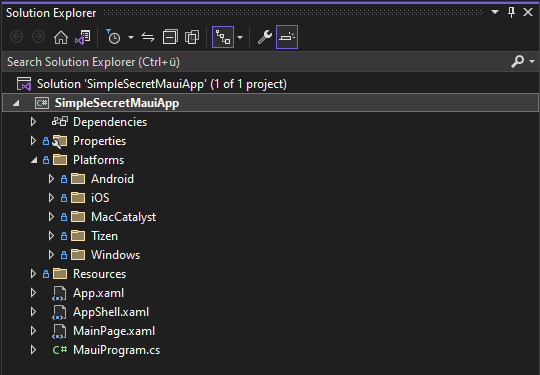 Solution Explorer
Search Solution Explorer (Ctrl+ü)
Solution 'SimpleSecretMauiApp' (1 of 1 project)
C# SimpleSecretMauiApp
Dependencies
Properties
Platforms
Android
iOS
MacCatalyst
Tizen
Windows
Resources
App.xaml
AppShell.xaml
MainPage.xaml
C# MauiProgram.cs